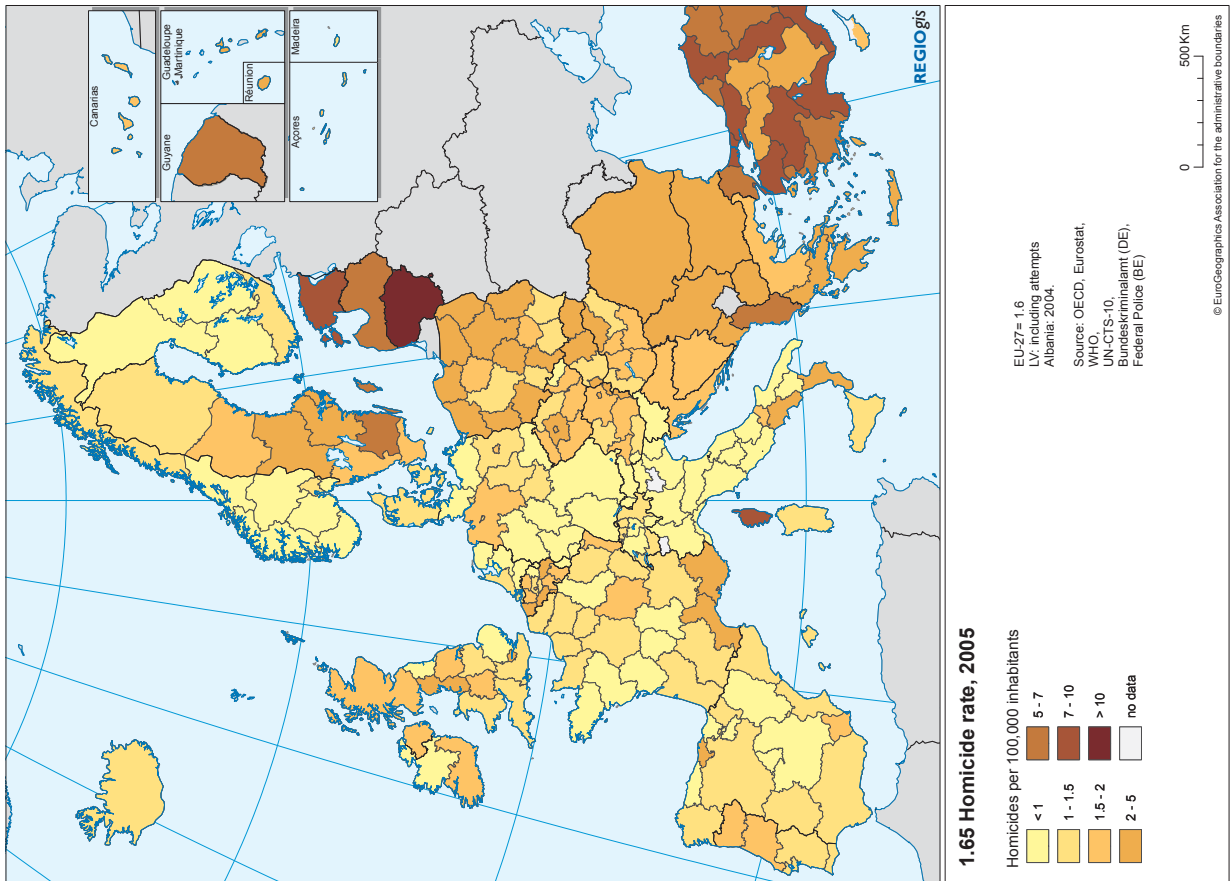 Canarias
Guyane
Guadeloupe
Martinique
Réunion
Açores
Madeira
REGIOgis
1.65 Homicide rate, 2005
Homicides per 100,000 inhabitants
< 1
1 - 1.5
1.5 - 2
2 - 5
5 - 7
7 - 10
> 10
no data
EU-27= 1.6
LV: including attempts
Albania: 2004.
Source: OECD, Eurostat,
WHO,
UN-CTS-10,
Bundeskriminalamt (DE),
Federal Police (BE)
0 500 Km
© EuroGeographics Association for the administrative boundaries